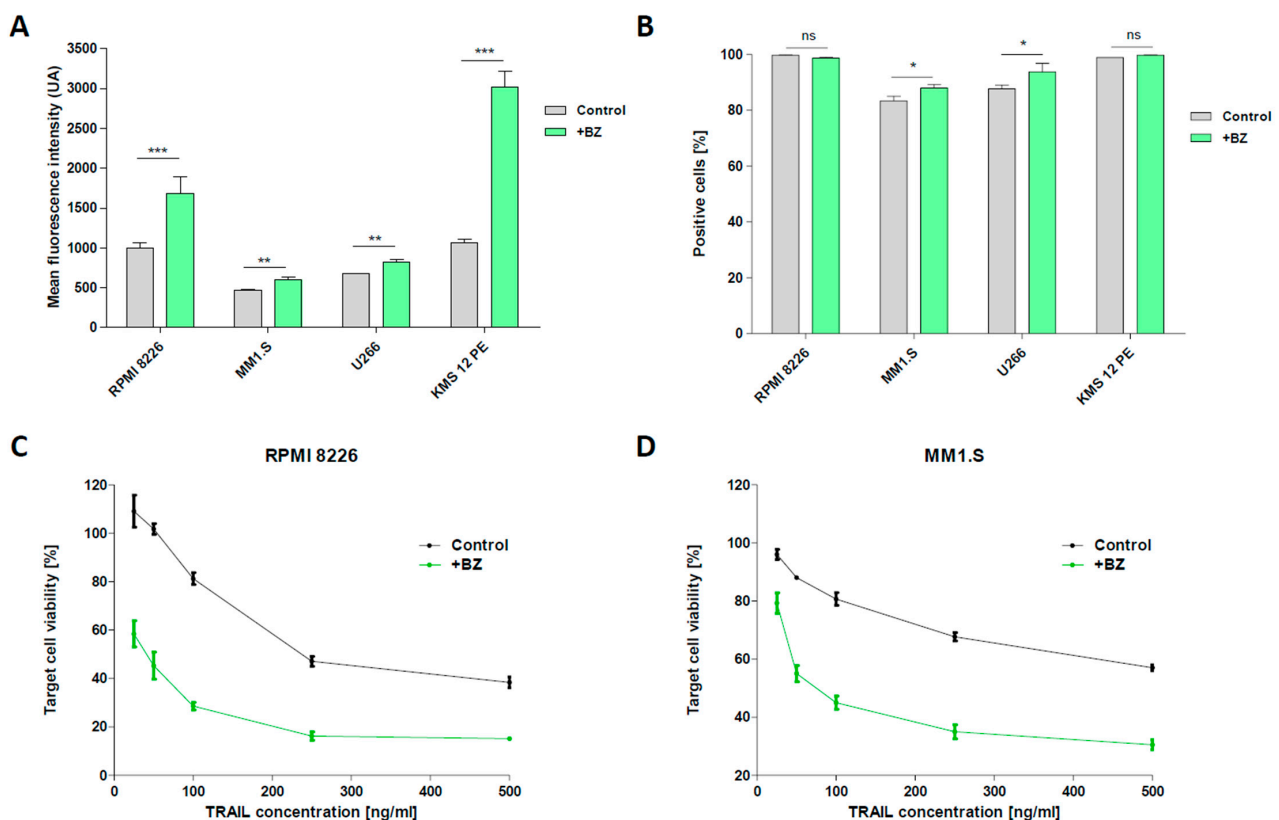 A
Mean fluorescence intensity (UA)
3500
3000
2500
2000
1500
1000
500
0
***
**
**
***
Control
+BZ
RPMI 8226
MM1.S
U266
KMS 12 PE
B
Positive cells [%]
100
80
60
40
20
0
ns
*
*
ns
Control
+BZ
RPMI 8226
MM1.S
U266
KMS 12 PE
C
RPMI 8226
Target cell viability [%]
120
100
80
60
40
20
0
Control
+BZ
0 100 200 300 400 500
TRAIL concentration [ng/ml]
D
MM1.S
Target cell viability [%]
120
100
80
60
40
20
Control
+BZ
0 100 200 300 400 500
TRAIL concentration [ng/ml]